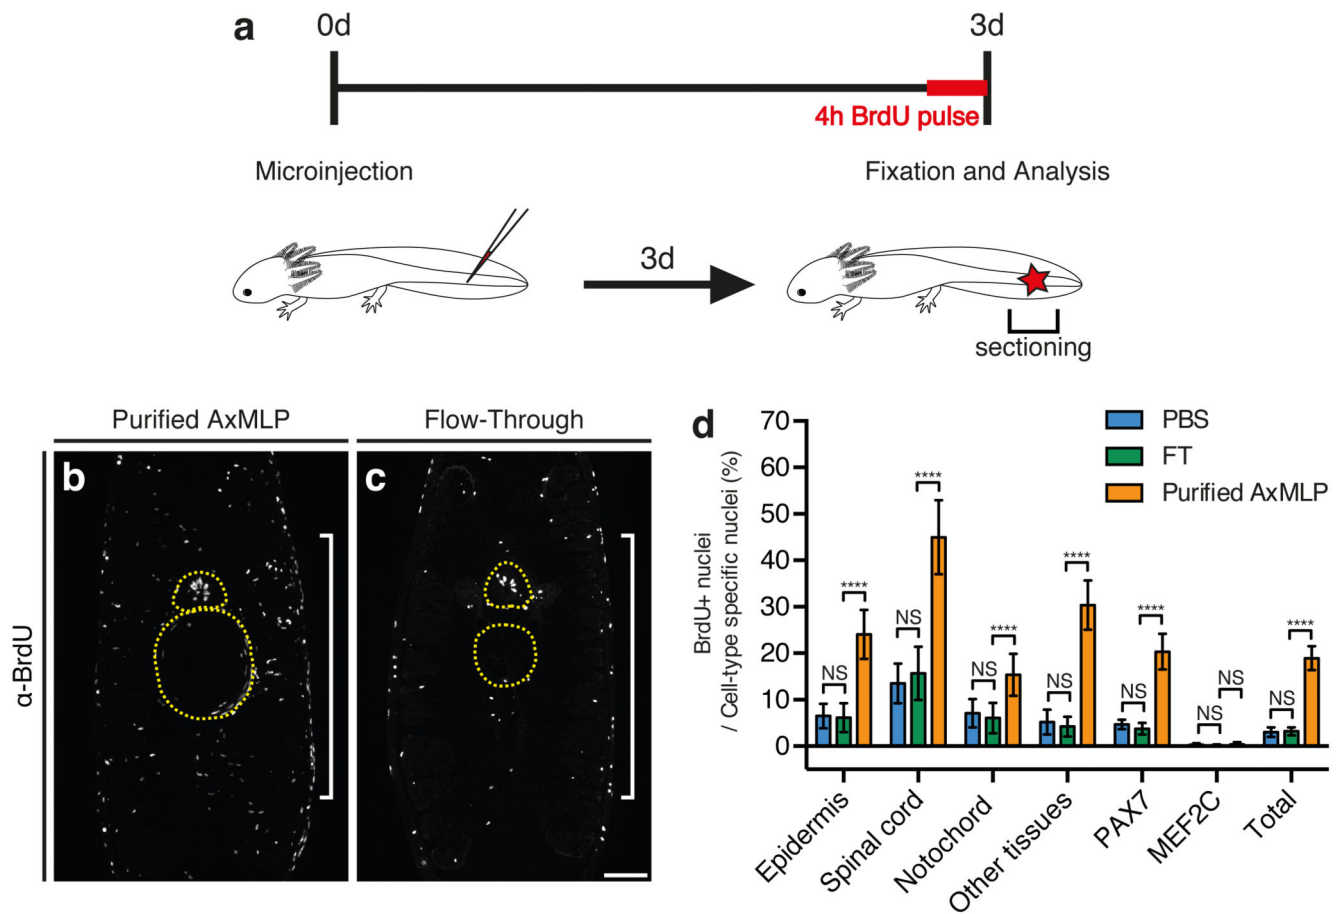 a
0d
3d
4h BrdU pulse
Microinjection
Fixation and Analysis
3d
sectioning
Purified AxMLP
Flow-Through
b
c
α-BrdU
d
BrdU+ nuclei
/ Cell-type specific nuclei (%)
70
60
50
40
30
20
10
0
PBS
FT
Purified AxMLP
NS
****
NS
****
NS
****
NS
****
NS
****
NS
NS
NS
****
Epidermis
Spinal cord
Notochord
Other tissues
PAX7
MEF2C
Total